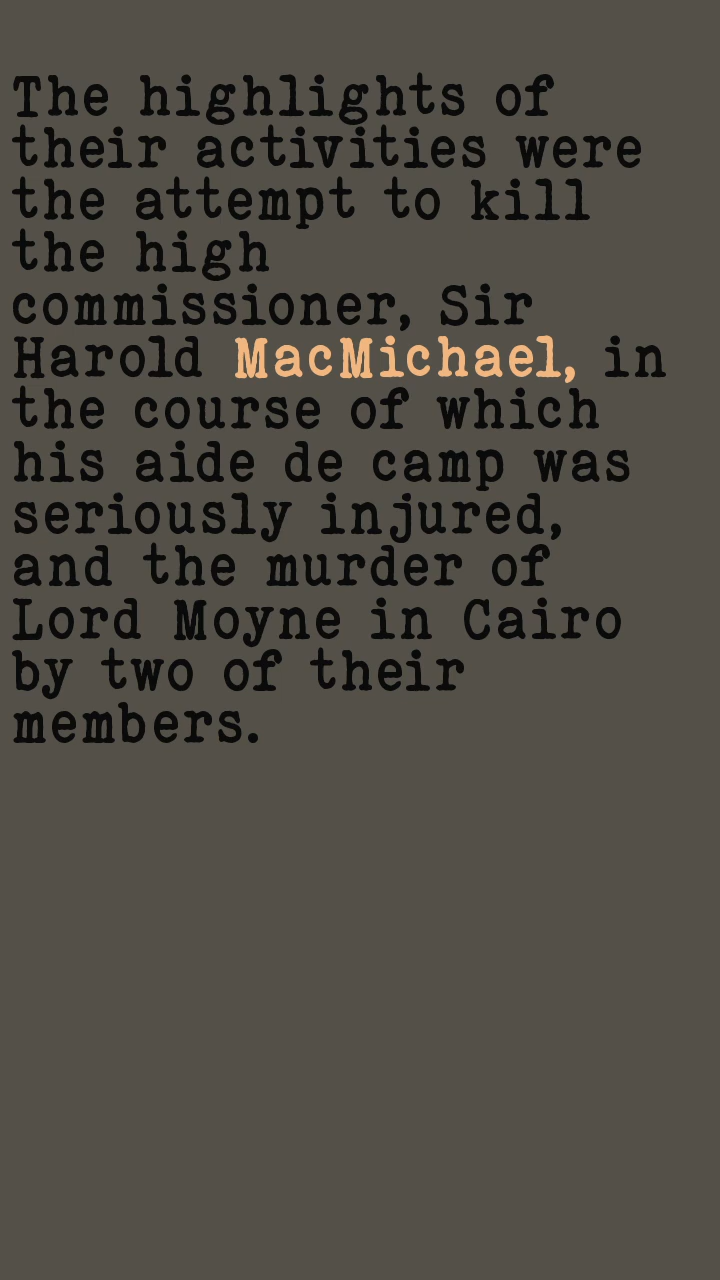 The highlights of
their activities were
the attempt to kill
the high
commissioner, Sir
Harold MacMichael, in
the course of which
his aide de camp was
seriously injured,
and the murder of
Lord Moyne in Cairo
by two of their
members.